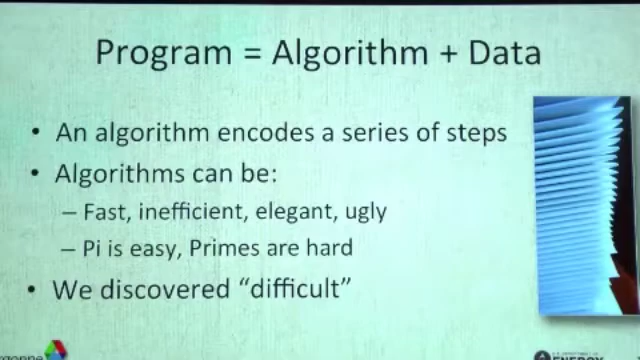 Program = Algorithm + Data
• An algorithm encodes a series of steps
• Algorithms can be:
– Fast, inefficient, elegant, ugly
– Pi is easy, Primes are hard
• We discovered “difficult”
ENERGY